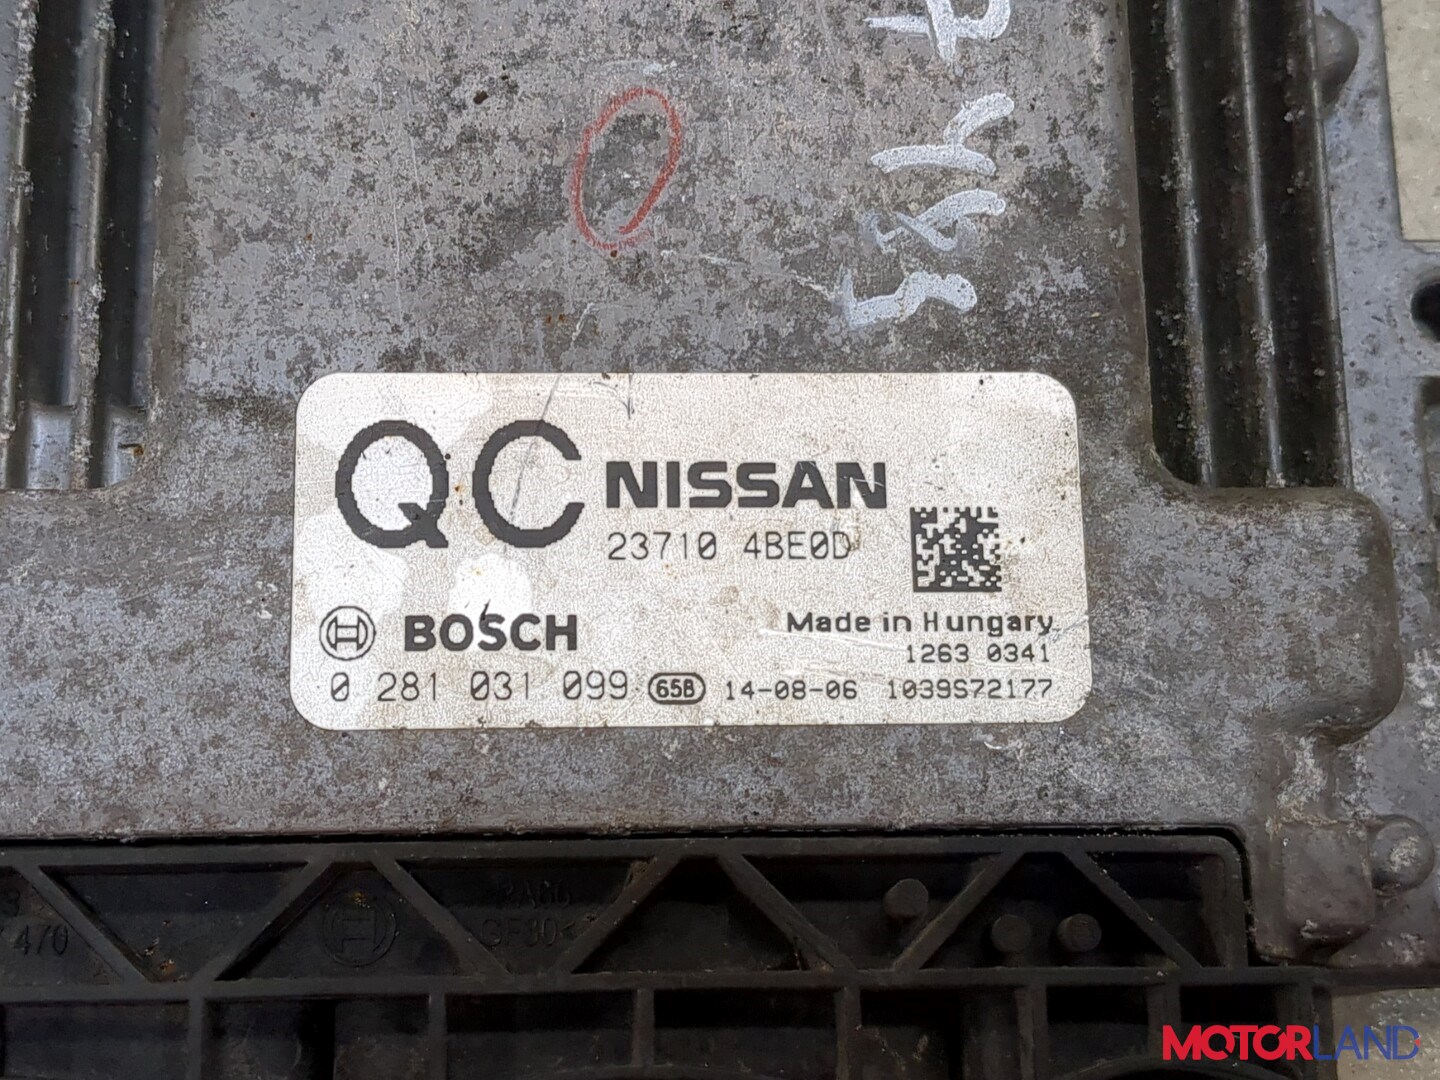 QC NISSAN
23710 4BE0D
BOSCH
Made in Hungary
1263 0341
0 281 031 099 65B 14-08-06 1039S72177
470
MOTORLAND